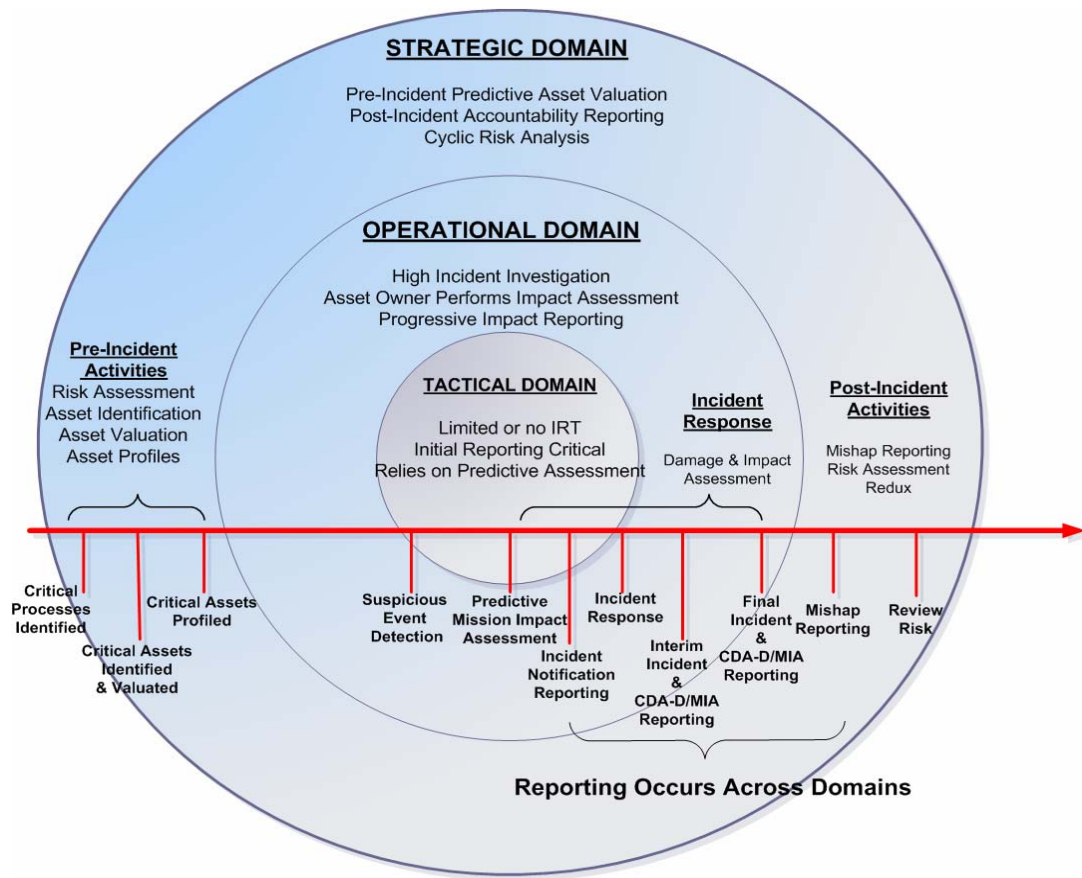 STRATEGIC DOMAIN
Pre-Incident Predictive Asset Valuation
Post-Incident Accountability Reporting
Cyclic Risk Analysis
OPERATIONAL DOMAIN
High Incident Investigation
Asset Owner Performs Impact Assessment
Progressive Impact Reporting
Pre-Incident
Activities
Risk Assessment
Asset Identification
Asset Valuation
Asset Profiles
TACTICAL DOMAIN
Limited or no IRT
Initial Reporting Critical
Relies on Predictive Assessment
Incident
Response
Damage & Impact
Assessment
Post-Incident
Activities
Mishap Reporting
Risk Assessment
Redux
Critical
Processes
Identified
Critical Assets
Identified
& Valuated
Critical Assets
Profiled
Suspicious
Event
Detection
Predictive
Mission Impact
Assessment
Incident
Notification
Reporting
Incident
Response
Interim
Incident
&
CDA-D/MIA
Reporting
Final
Incident
&
CDA-D/MIA
Reporting
Mishap
Reporting
Review
Risk
Reporting Occurs Across Domains